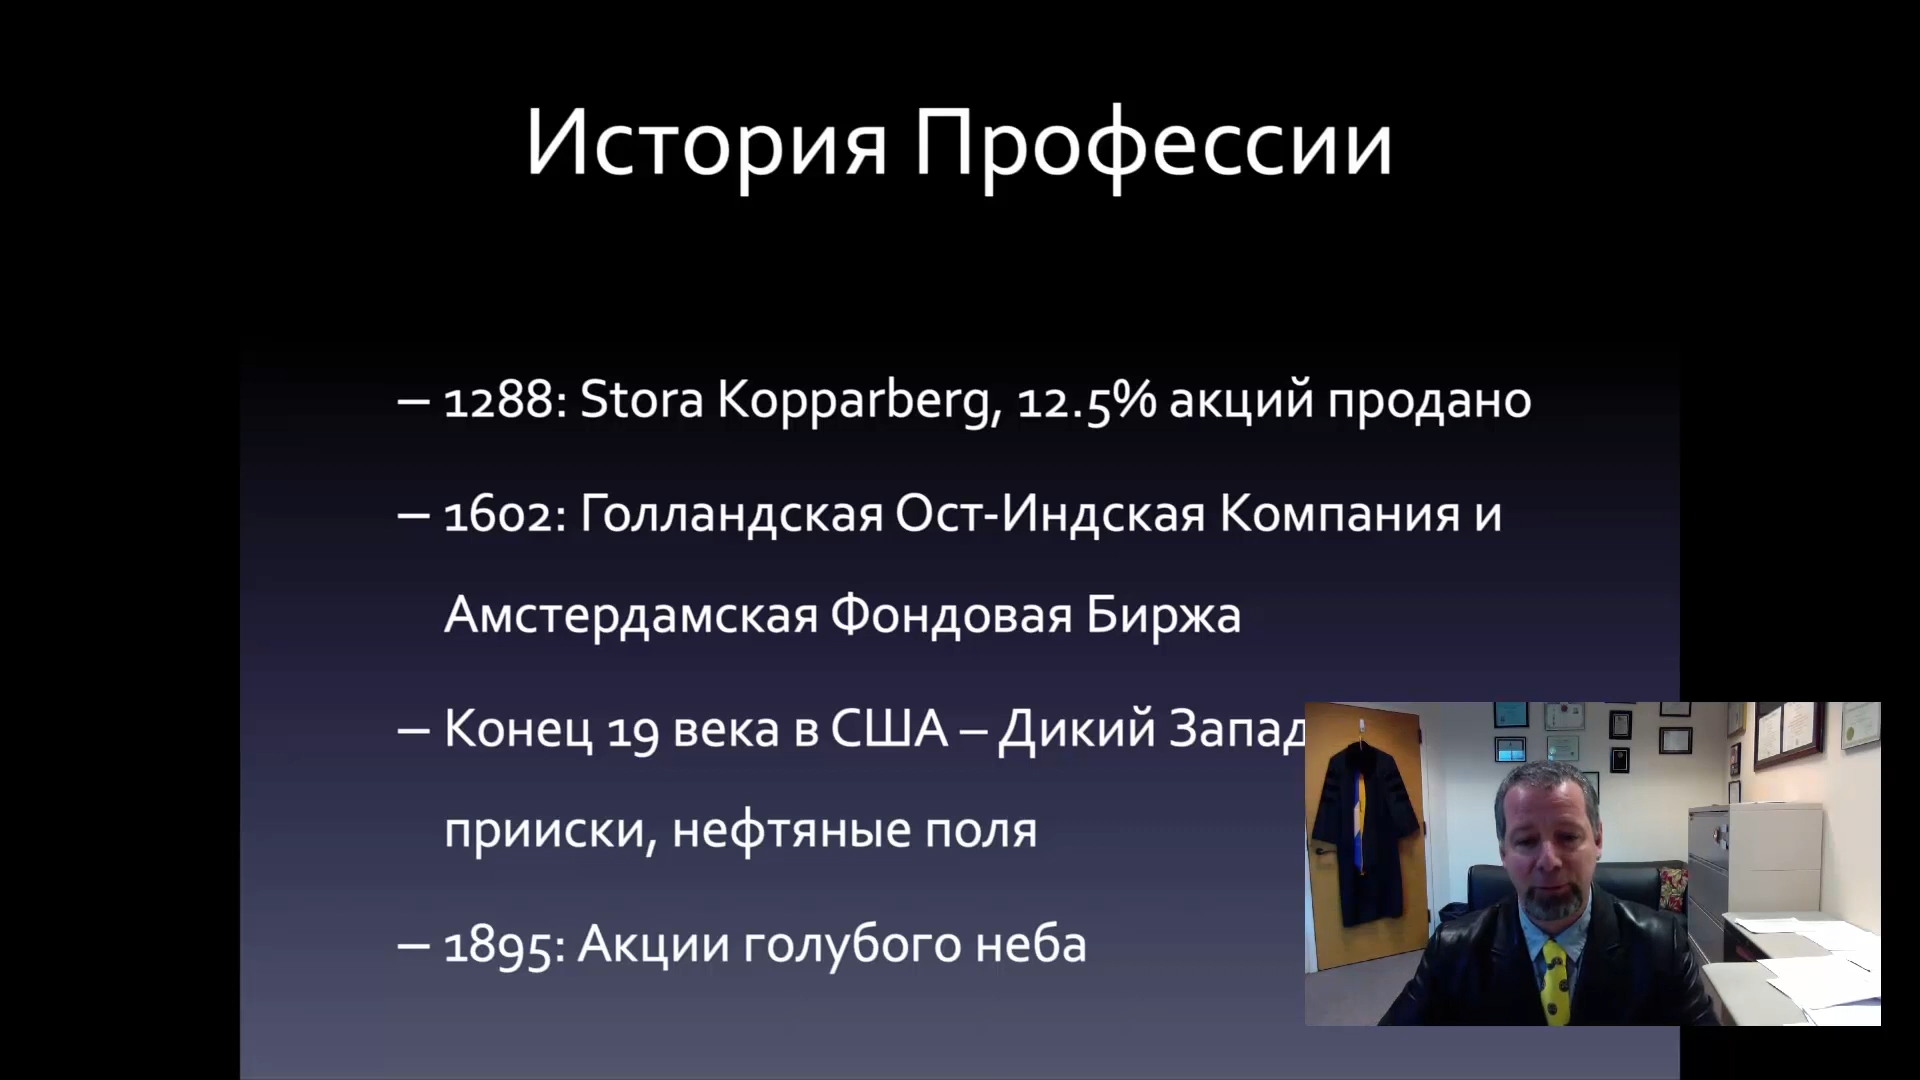 История Профессии
– 1288: Stora Kopparberg, 12.5% акций продано
– 1602: Голландская Ост-Индская Компания и
Амстердамская Фондовая Биржа
– Конец 19 века в США – Дикий Запад
прииски, нефтяные поля
– 1895: Акции голубого неба